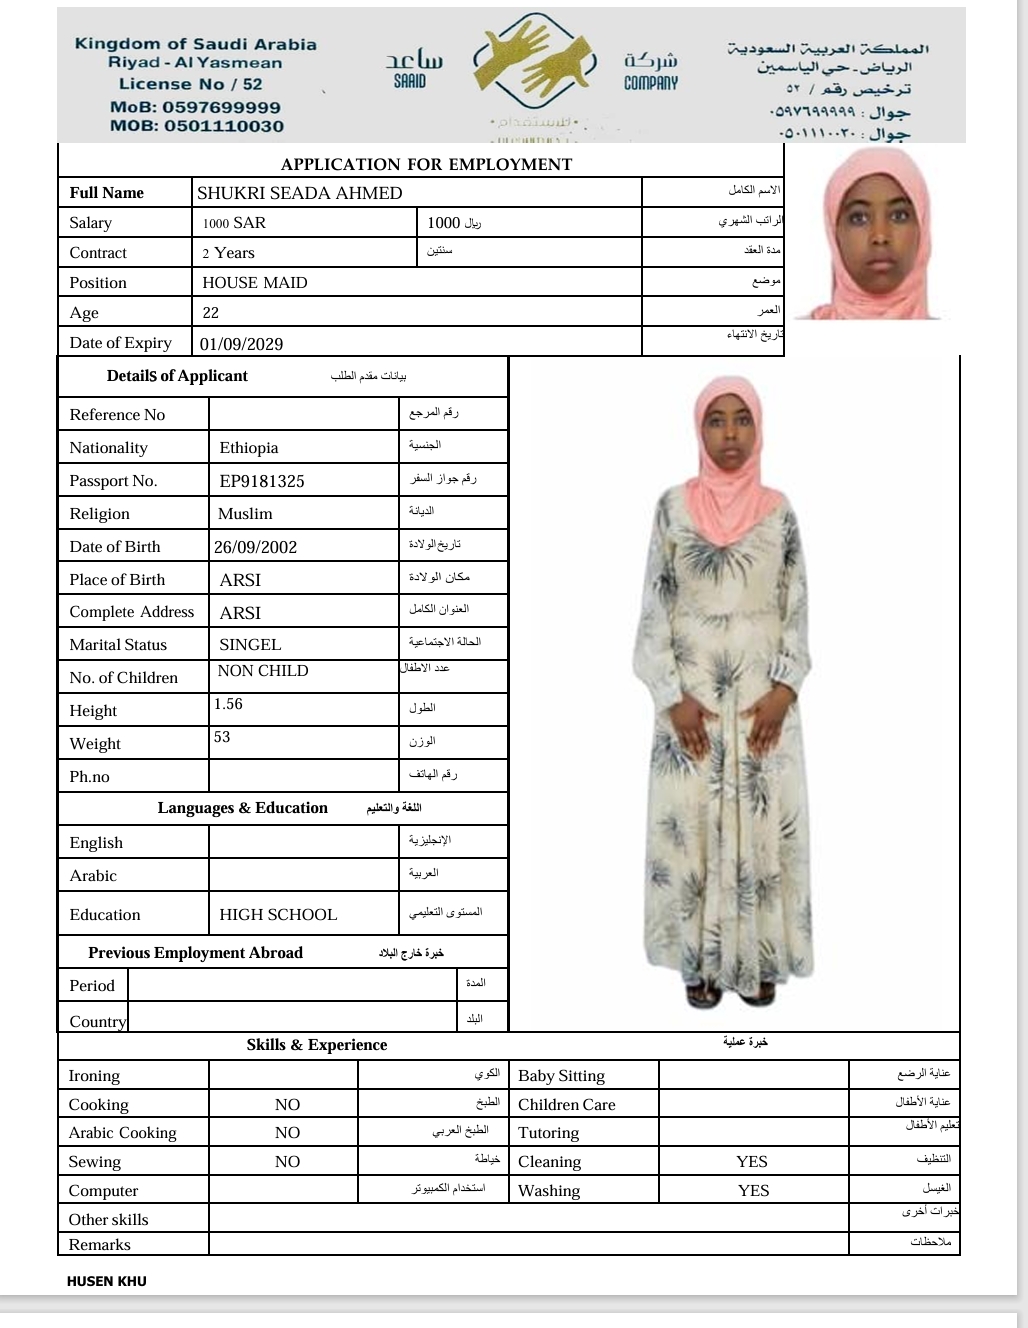 Kingdom of Saudi Arabia
Riyad - Al Yasmean
License No / 52
MoB: 0597699999
MOB: 0501110030
ساعد
SAAID
شركة
COMPANY
للاستقدام
المملكة العربية السعودية
الرياض - حي الياسمين
ترخيص رقم / ٥٢
جوال : ٠٥٩٧٦٩٩٩٩٩
جوال : ٠٥٠١١١٠٠٣٠
APPLICATION FOR EMPLOYMENT
Full Name SHUKRI SEADA AHMED الاسم الكامل
Salary 1000 SAR 1000 ريال الراتب الشهري
Contract 2 Years سنتين مدة العقد
Position HOUSE MAID موضع
Age 22 العمر
Date of Expiry 01/09/2029 تاريخ الانتهاء
Details of Applicant بيانات مقدم الطلب
Reference No رقم المرجع
Nationality Ethiopia الجنسية
Passport No. EP9181325 رقم جواز السفر
Religion Muslim الديانة
Date of Birth 26/09/2002 تاريخ الولادة
Place of Birth ARSI مكان الولادة
Complete Address ARSI العنوان الكامل
Marital Status SINGEL الحالة الاجتماعية
No. of Children NON CHILD عدد الاطفال
Height 1.56 الطول
Weight 53 الوزن
Ph.no رقم الهاتف
Languages & Education اللغة والتعليم
English الإنجليزية
Arabic العربية
Education HIGH SCHOOL المستوى التعليمي
Previous Employment Abroad خبرة خارج البلاد
Period المدة
Country البلد
Skills & Experience خبرة عملية
Ironing الكوي Baby Sitting عناية الرضع
Cooking NO الطبخ Children Care عناية الأطفال
Arabic Cooking NO الطبخ العربي Tutoring تعليم الأطفال
Sewing NO خياطة Cleaning YES التنظيف
Computer استخدام الكمبيوتر Washing YES الغيسل
Other skills خبرات أخرى
Remarks ملاحظات
HUSEN KHU